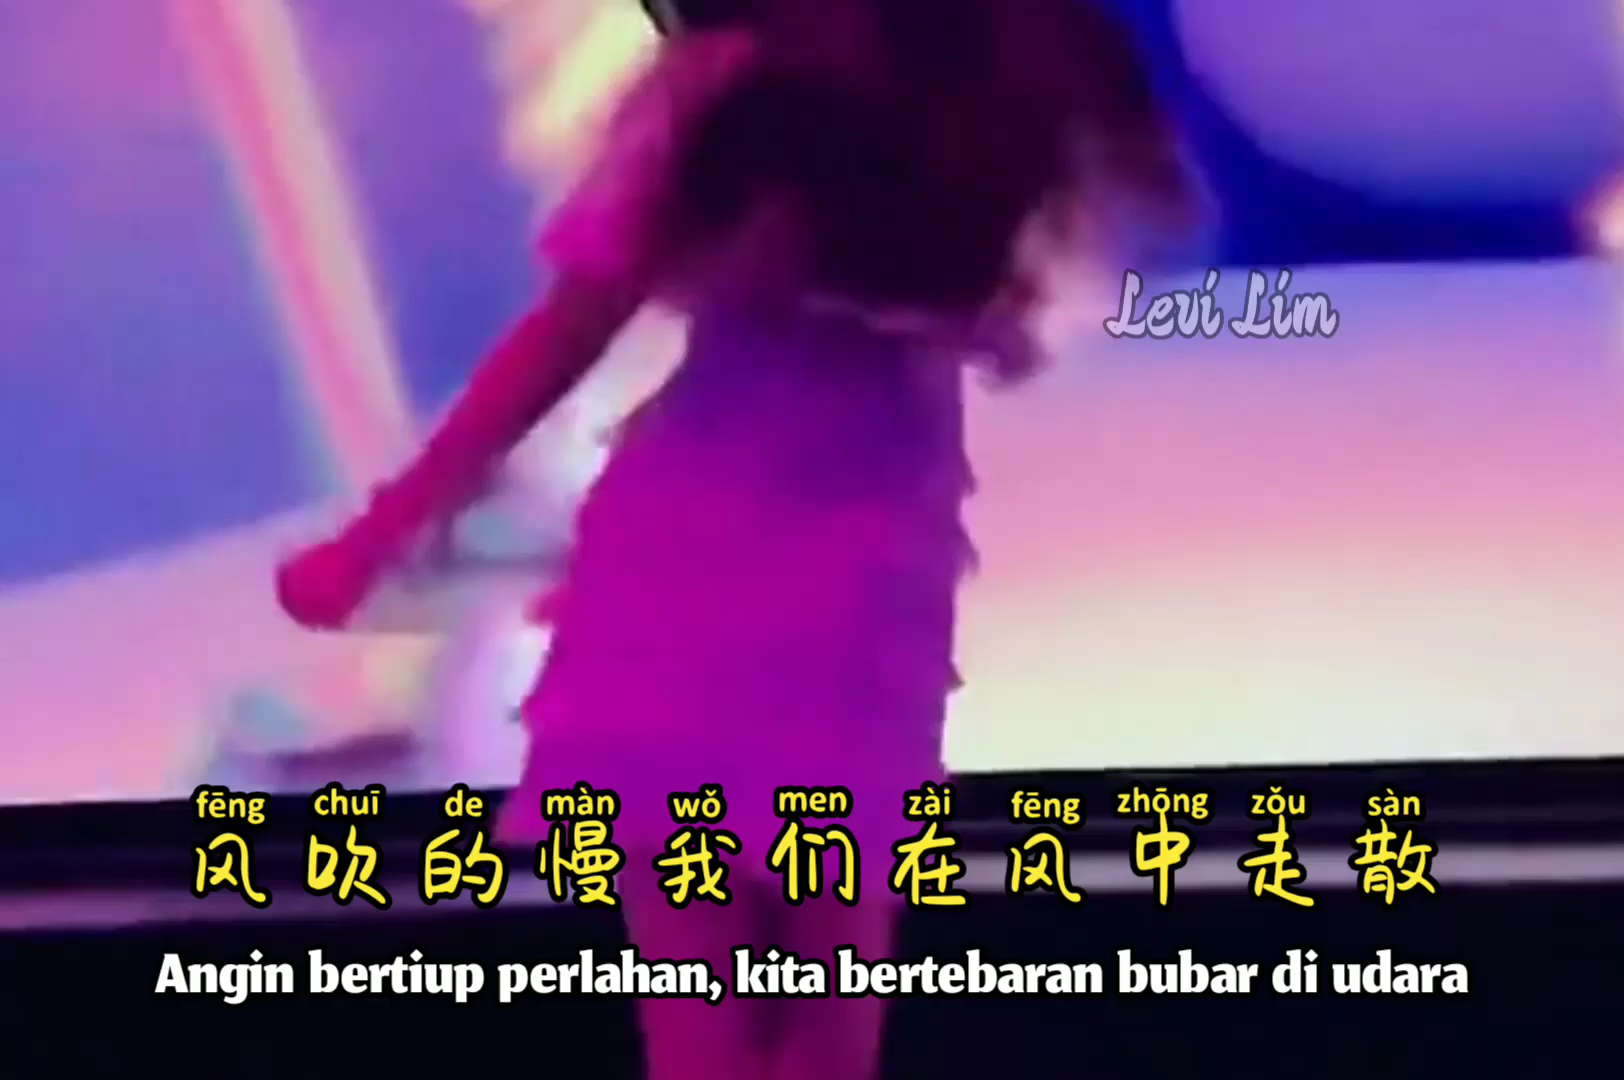 Levi Lim
fēng chuī de màn wǒ men zài fēng zhōng zǒu sàn
风吹的慢我们在风中走散
Angin bertiup perlahan, kita bertebaran bubar di udara